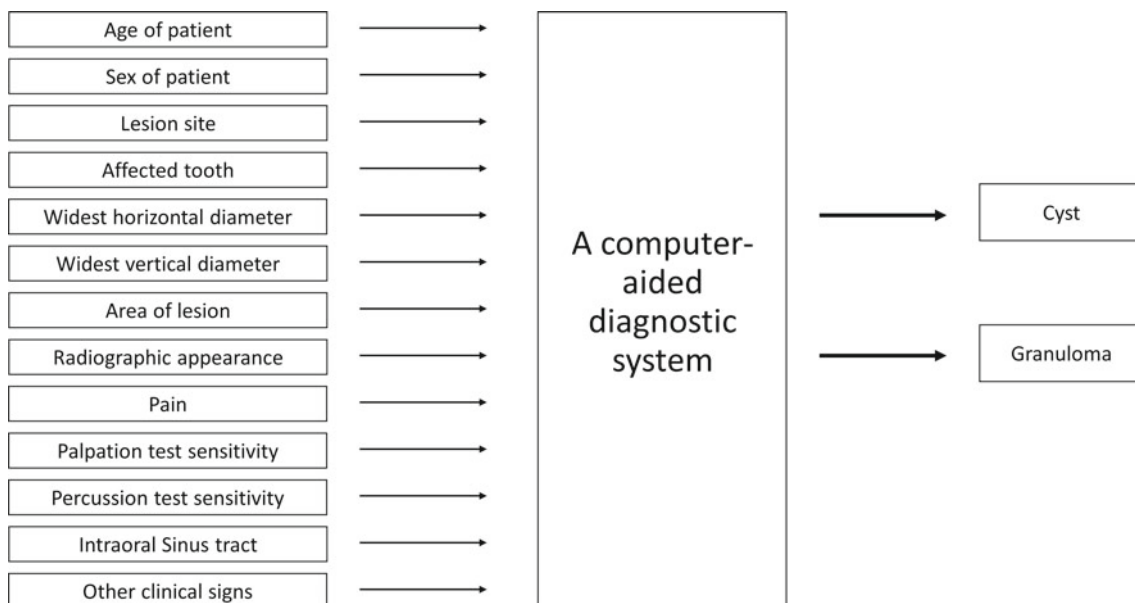 Age of patient
Sex of patient
Lesion site
Affected tooth
Widest horizontal diameter
Widest vertical diameter
Area of lesion
Radiographic appearance
Pain
Palpation test sensitivity
Percussion test sensitivity
Intraoral Sinus tract
Other clinical signs
A computer-
aided
diagnostic
system
Cyst
Granuloma